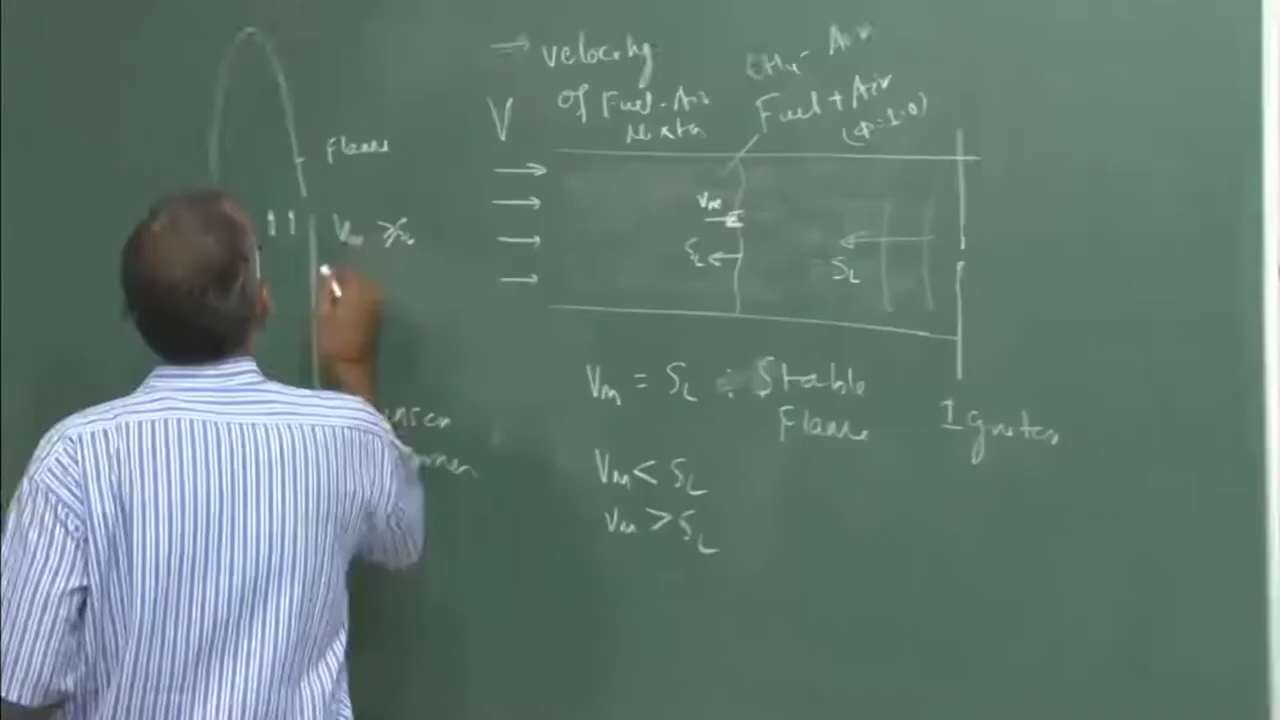 Flame
→ velocity
of Fuel-Air
V
CH4 - Air
Fuel + Air
(Φ=1.0)
Vm
SL
SL
Vm = SL : Stable
Flame
Vm < SL
Vm > SL
Igniter
Vm